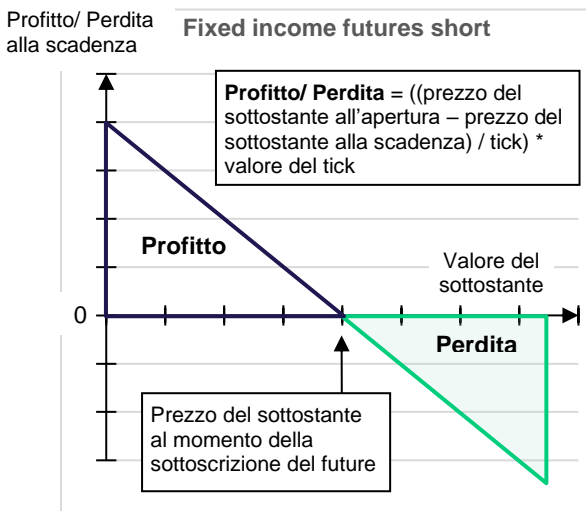 Profitto/ Perdita
alla scadenza
Fixed income futures short
Profitto/ Perdita = ((prezzo del
sottostante all'apertura – prezzo del
sottostante alla scadenza) / tick) *
valore del tick
Profitto
Valore del
sottostante
0
Perdita
Prezzo del sottostante
al momento della
sottoscrizione del future